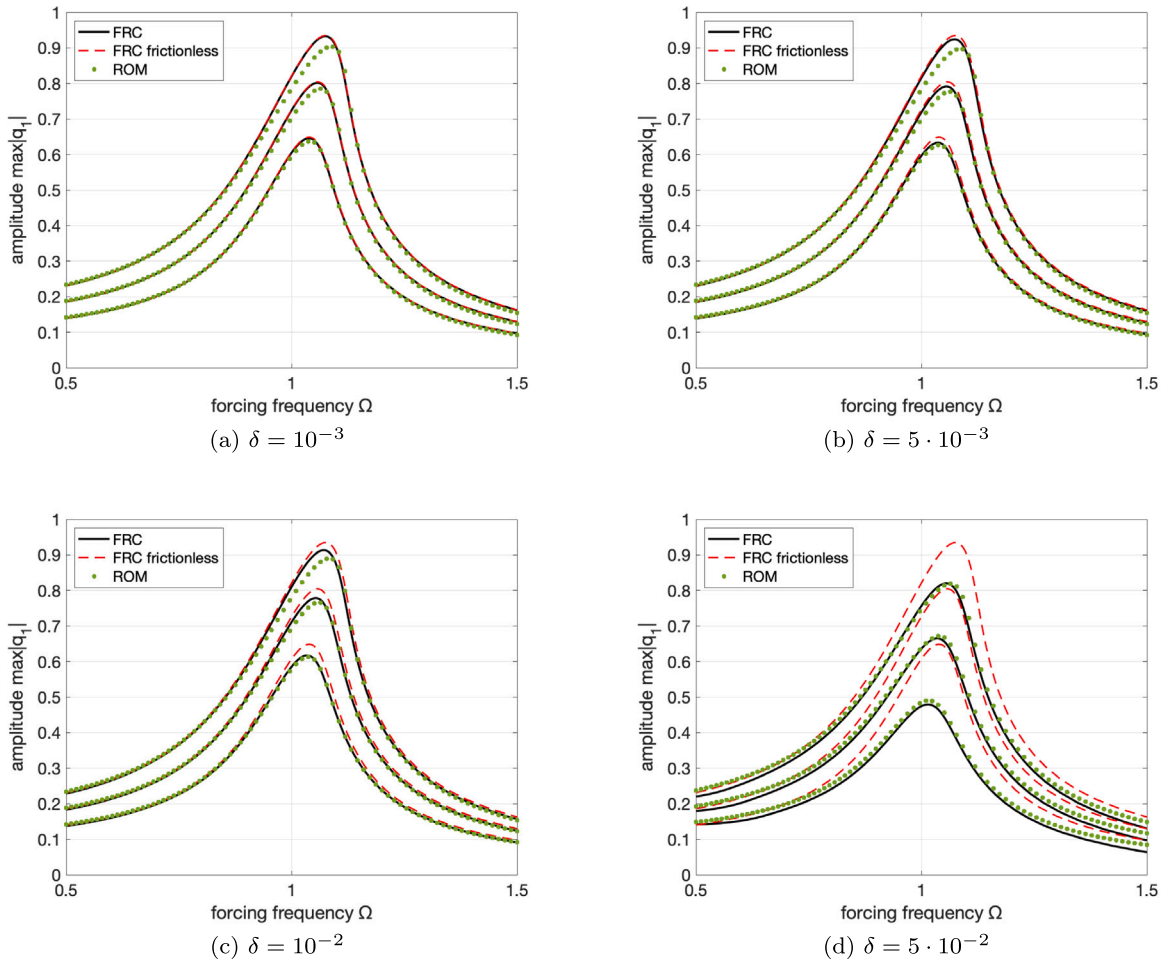 1
0.9
0.8
0.7
0.6
0.5
0.4
0.3
0.2
0.1
0
amplitude max|q₁|
FRC
FRC frictionless
ROM
0.5
1
1.5
forcing frequency Ω
(a) δ = 10⁻³
1
0.9
0.8
0.7
0.6
0.5
0.4
0.3
0.2
0.1
0
amplitude max|q₁|
FRC
FRC frictionless
ROM
0.5
1
1.5
forcing frequency Ω
(b) δ = 5 · 10⁻³
1
0.9
0.8
0.7
0.6
0.5
0.4
0.3
0.2
0.1
0
amplitude max|q₁|
FRC
FRC frictionless
ROM
0.5
1
1.5
forcing frequency Ω
(c) δ = 10⁻²
1
0.9
0.8
0.7
0.6
0.5
0.4
0.3
0.2
0.1
0
amplitude max|q₁|
FRC
FRC frictionless
ROM
0.5
1
1.5
forcing frequency Ω
(d) δ = 5 · 10⁻²